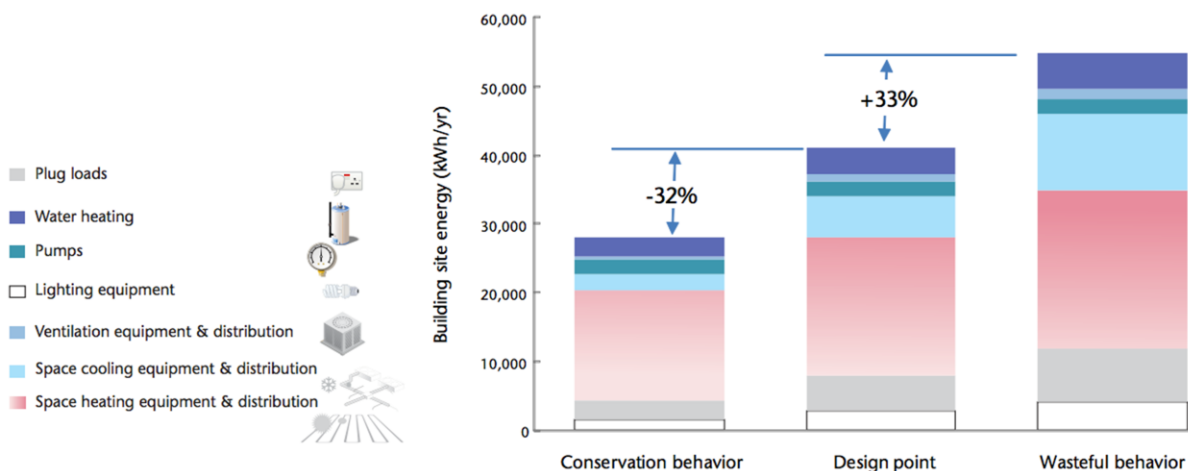 Plug loads
Water heating
Pumps
Lighting equipment
Ventilation equipment & distribution
Space cooling equipment & distribution
Space heating equipment & distribution
Building site energy (kWh/yr)
60,000
50,000
40,000
30,000
20,000
10,000
0
-32%
+33%
Conservation behavior
Design point
Wasteful behavior